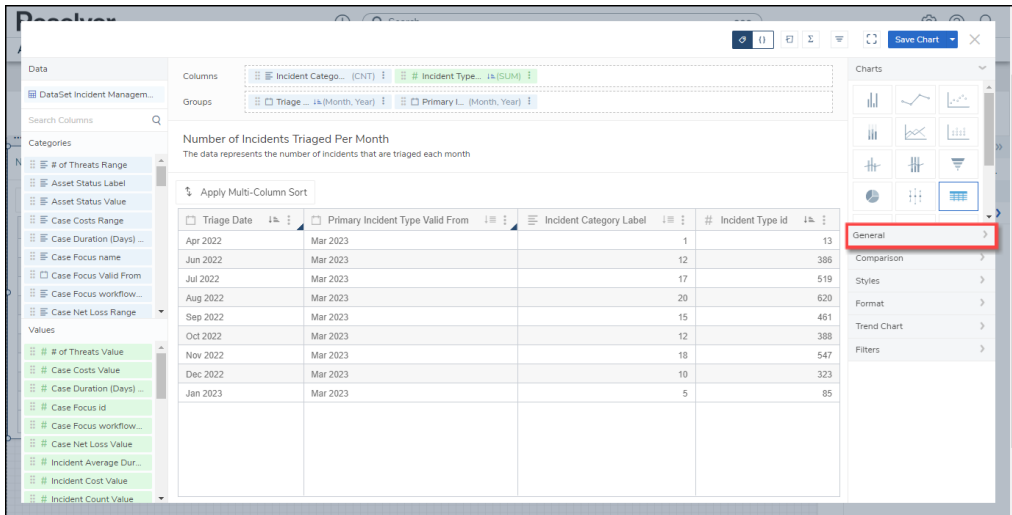 Resolver
Search
Save Chart
Data
DataSet Incident Managem...
Search Columns
Categories
# of Threats Range
Asset Status Label
Asset Status Value
Case Costs Range
Case Duration (Days) ...
Case Focus name
Case Focus Valid From
Case Focus workflow...
Case Net Loss Range
Values
# # of Threats Value
# Case Costs Value
# Case Duration (Days) ...
# Case Focus id
# Case Focus workflow...
# Case Net Loss Value
# Incident Average Dur...
# Incident Cost Value
# Incident Count Value
Columns Incident Catego... (CNT) # Incident Type... (SUM)
Groups Triage ... (Month, Year) Primary I... (Month, Year)
Number of Incidents Triaged Per Month
The data represents the number of incidents that are triaged each month
Apply Multi-Column Sort
Triage Date Primary Incident Type Valid From Incident Category Label # Incident Type id
Apr 2022 Mar 2023 1 13
Jun 2022 Mar 2023 12 386
Jul 2022 Mar 2023 17 519
Aug 2022 Mar 2023 20 620
Sep 2022 Mar 2023 15 461
Oct 2022 Mar 2023 12 388
Nov 2022 Mar 2023 18 547
Dec 2022 Mar 2023 10 323
Jan 2023 Mar 2023 5 85
Charts
General
Comparison
Styles
Format
Trend Chart
Filters